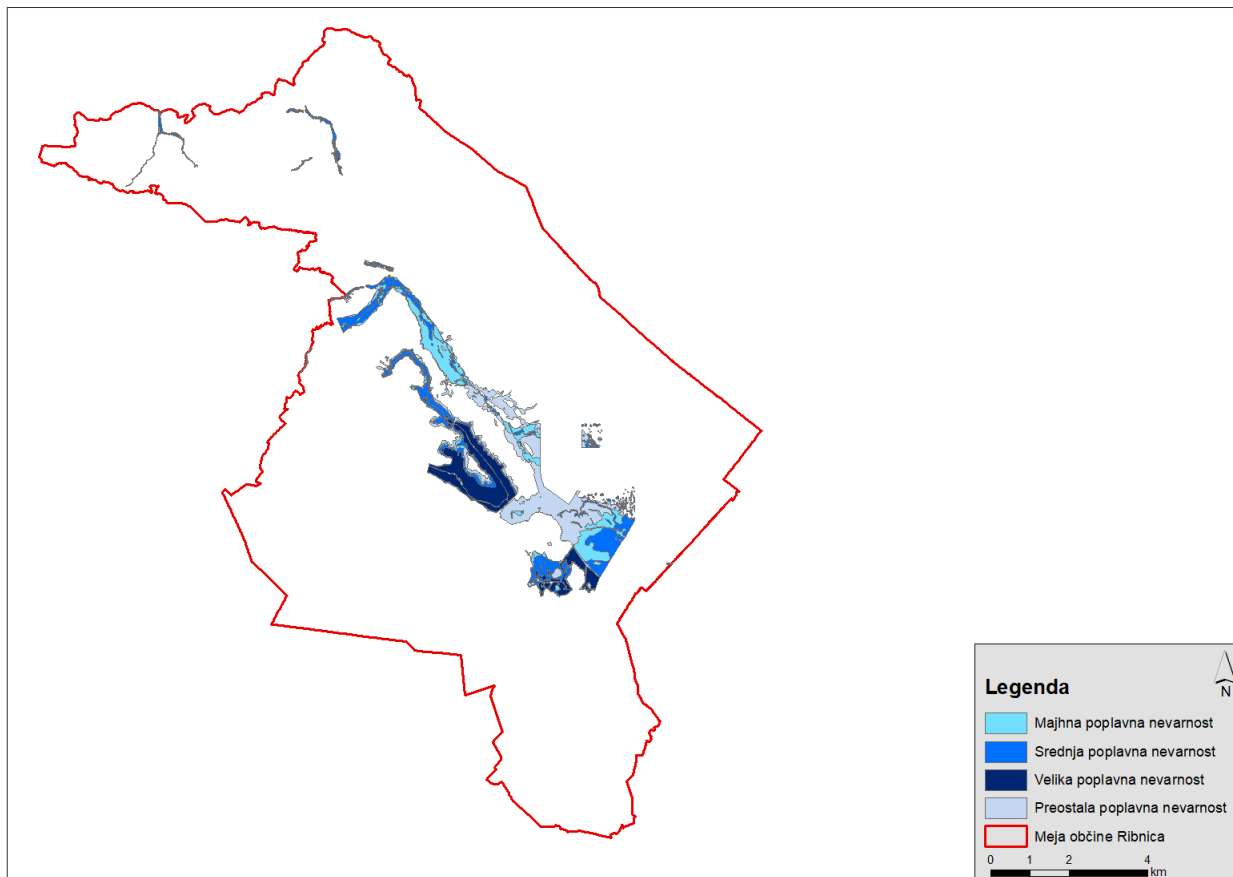 N
Legenda
Majhna poplavna nevarnost
Srednja poplavna nevarnost
Velika poplavna nevarnost
Preostala poplavna nevarnost
Meja občine Ribnica
0 1 2 4
km